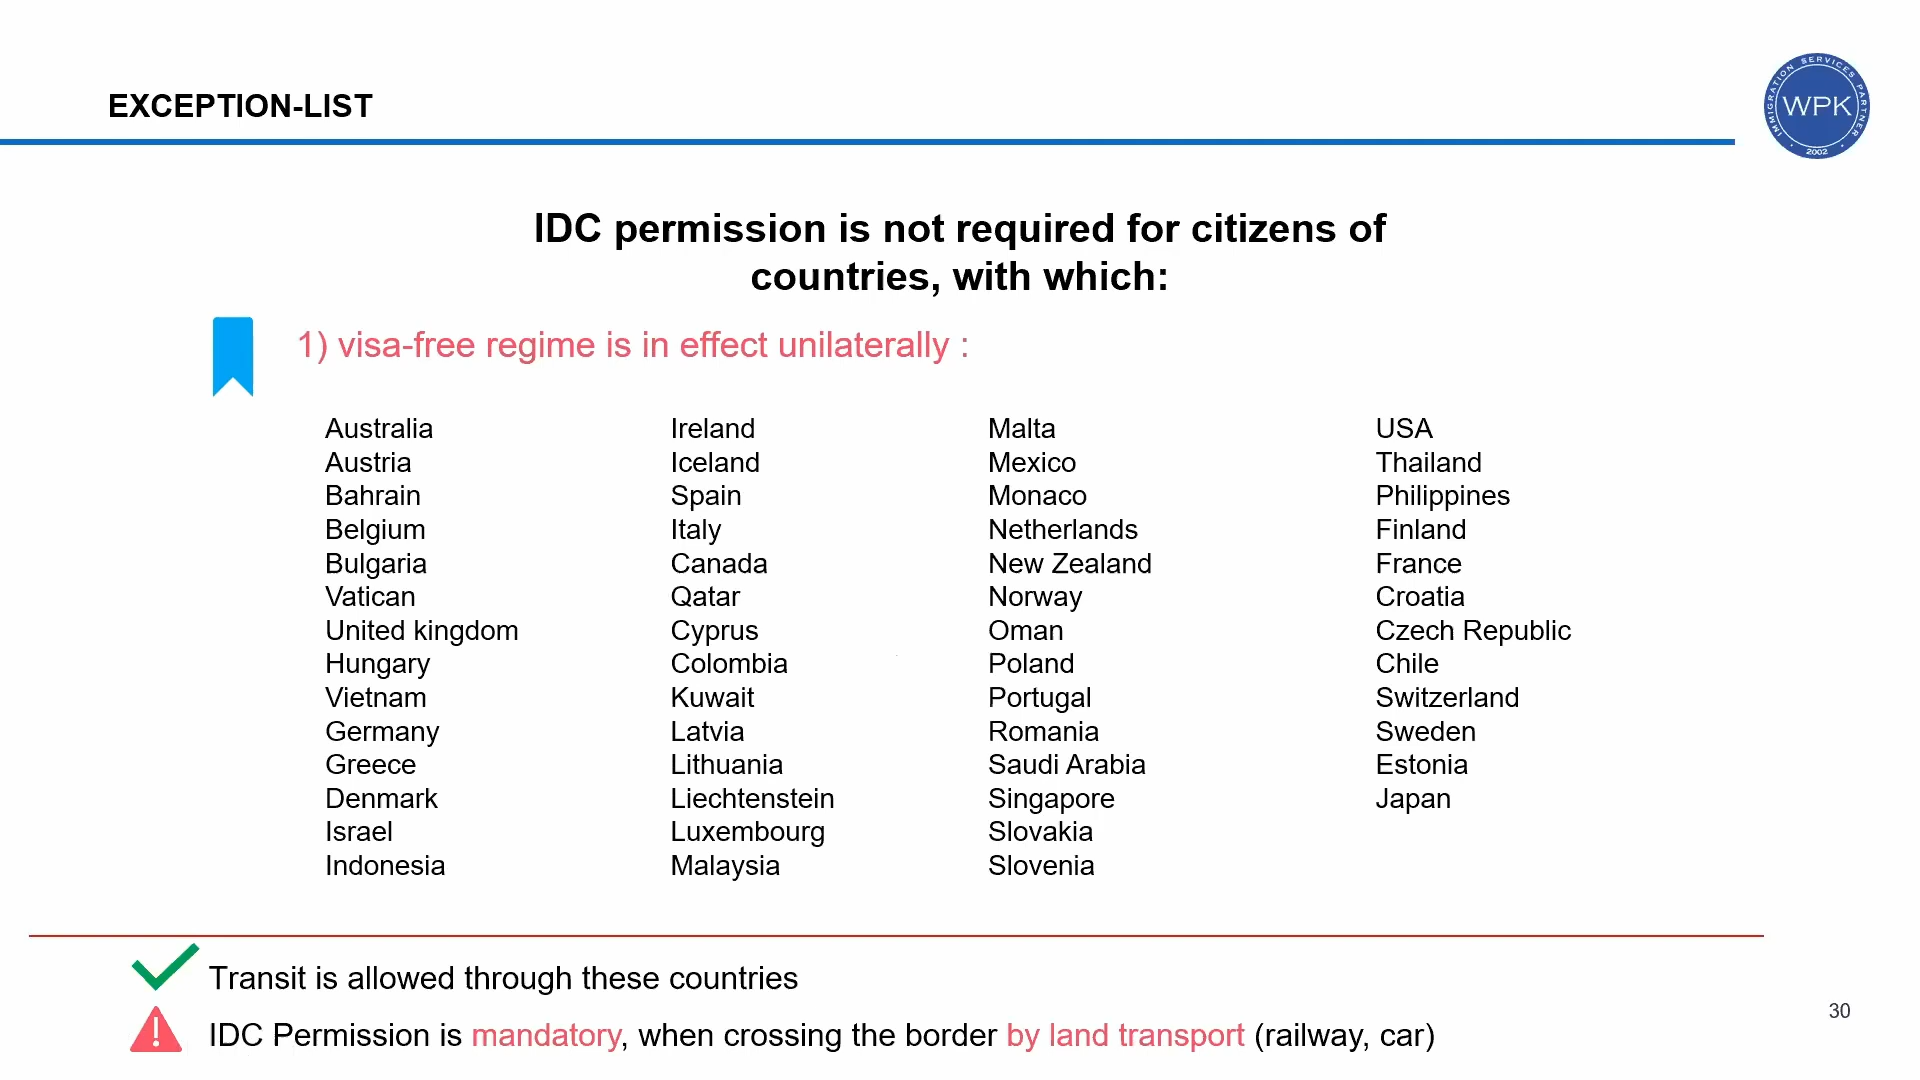 EXCEPTION-LIST
IMMIGRATION SERVICES PARTNER
WPK
2002
IDC permission is not required for citizens of
countries, with which:
1) visa-free regime is in effect unilaterally :
Australia
Austria
Bahrain
Belgium
Bulgaria
Vatican
United kingdom
Hungary
Vietnam
Germany
Greece
Denmark
Israel
Indonesia
Ireland
Iceland
Spain
Italy
Canada
Qatar
Cyprus
Colombia
Kuwait
Latvia
Lithuania
Liechtenstein
Luxembourg
Malaysia
Malta
Mexico
Monaco
Netherlands
New Zealand
Norway
Oman
Poland
Portugal
Romania
Saudi Arabia
Singapore
Slovakia
Slovenia
USA
Thailand
Philippines
Finland
France
Croatia
Czech Republic
Chile
Switzerland
Sweden
Estonia
Japan
Transit is allowed through these countries
IDC Permission is mandatory, when crossing the border by land transport (railway, car)
30